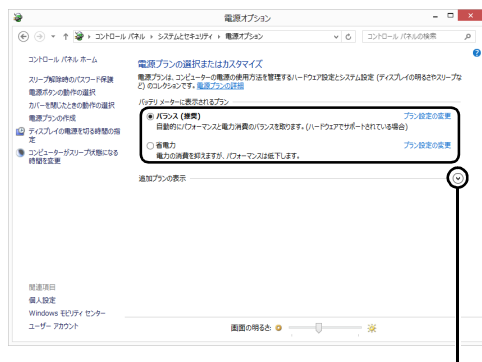 電源オプション
コントロール パネル ▸ システムとセキュリティ ▸ 電源オプション
コントロール パネルの検索
コントロール パネル ホーム
スリープ解除時のパスワード保護
電源ボタンの動作の選択
カバーを閉じたときの動作の選択
電源プランの作成
ディスプレイの電源を切る時間の指定
コンピューターがスリープ状態になる時間を変更
電源プランの選択またはカスタマイズ
電源プランは、コンピューターの電源の使用方法を管理するハードウェア設定とシステム設定 (ディスプレイの明るさやスリープなど) のコレクションです。電源プランの詳細
バッテリ メーターに表示されるプラン
バランス (推奨) プラン設定の変更
自動的にパフォーマンスと電力消費のバランスを取ります。(ハードウェアでサポートされている場合)
省電力 プラン設定の変更
電力の消費を抑えますが、パフォーマンスは低下します。
追加プランの表示
関連項目
個人設定
Windows モビリティ センター
ユーザー アカウント
画面の明るさ: